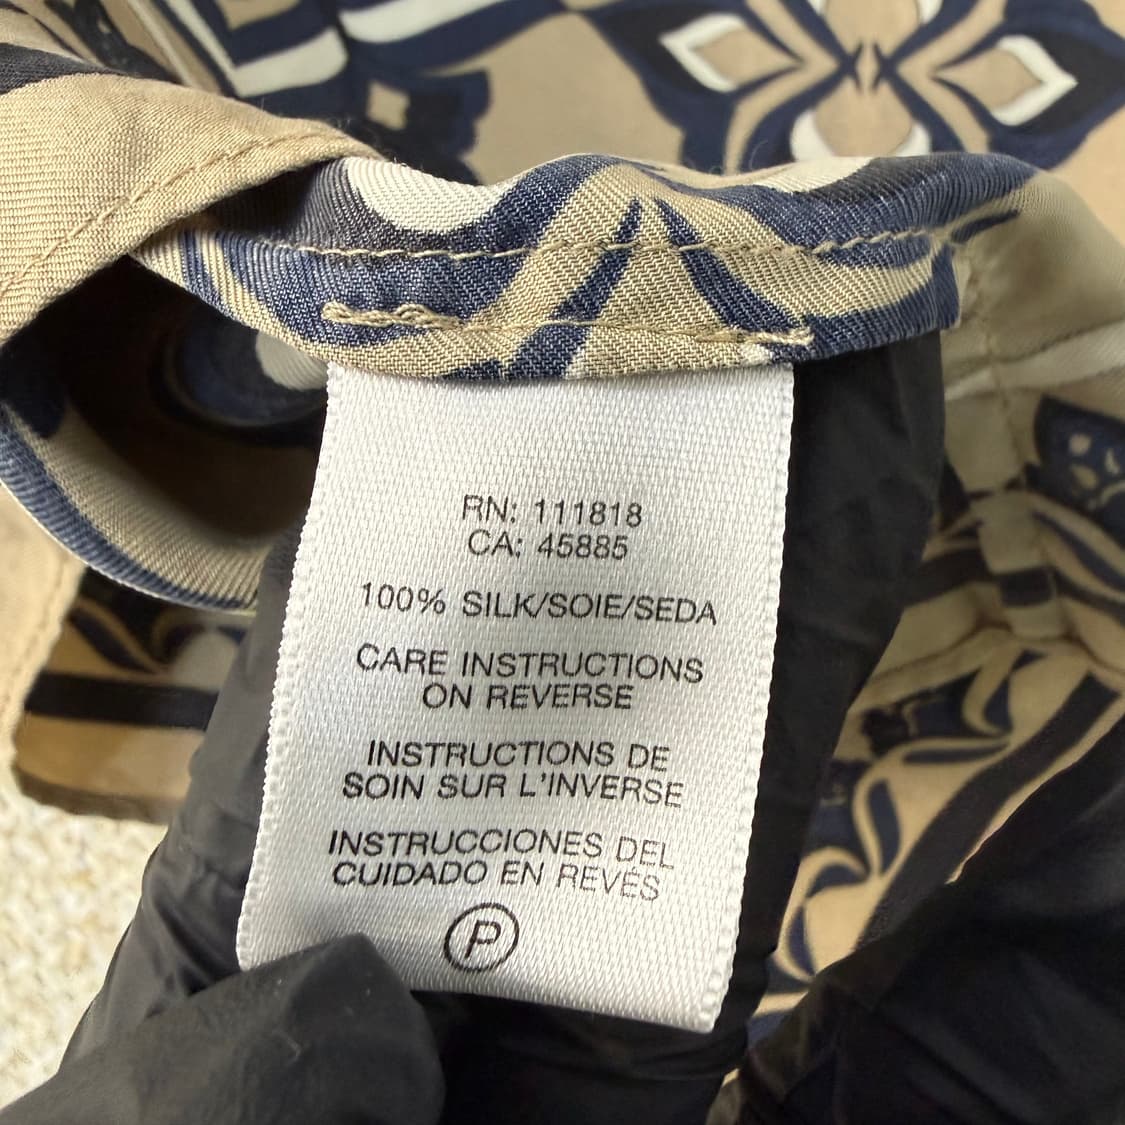 RN: 111818
CA: 45885
100% SILK/SOIE/SEDA
CARE INSTRUCTIONS
ON REVERSE
INSTRUCTIONS DE
SOIN SUR L'INVERSE
INSTRUCCIONES DEL
CUIDADO EN REVÉS
P